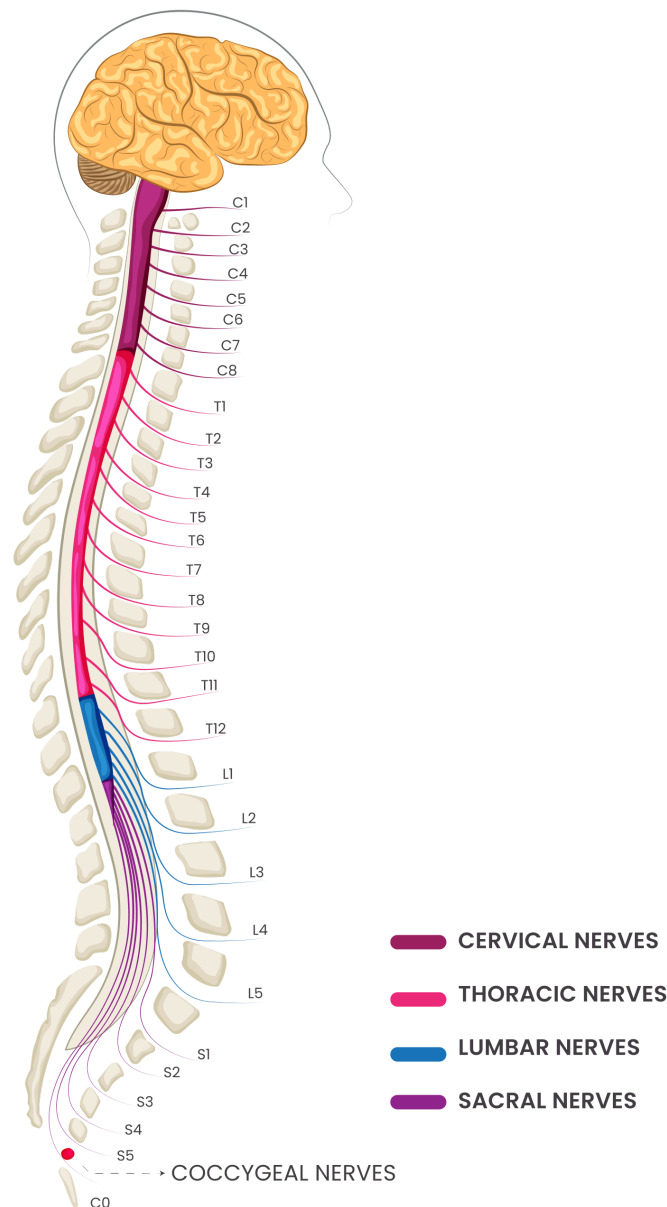 C1
C2
C3
C4
C5
C6
C7
C8
T1
T2
T3
T4
T5
T6
T7
T8
T9
T10
T11
T12
L1
L2
L3
L4
L5
S1
S2
S3
S4
S5
C0
COCCYGEAL NERVES
CERVICAL NERVES
THORACIC NERVES
LUMBAR NERVES
SACRAL NERVES